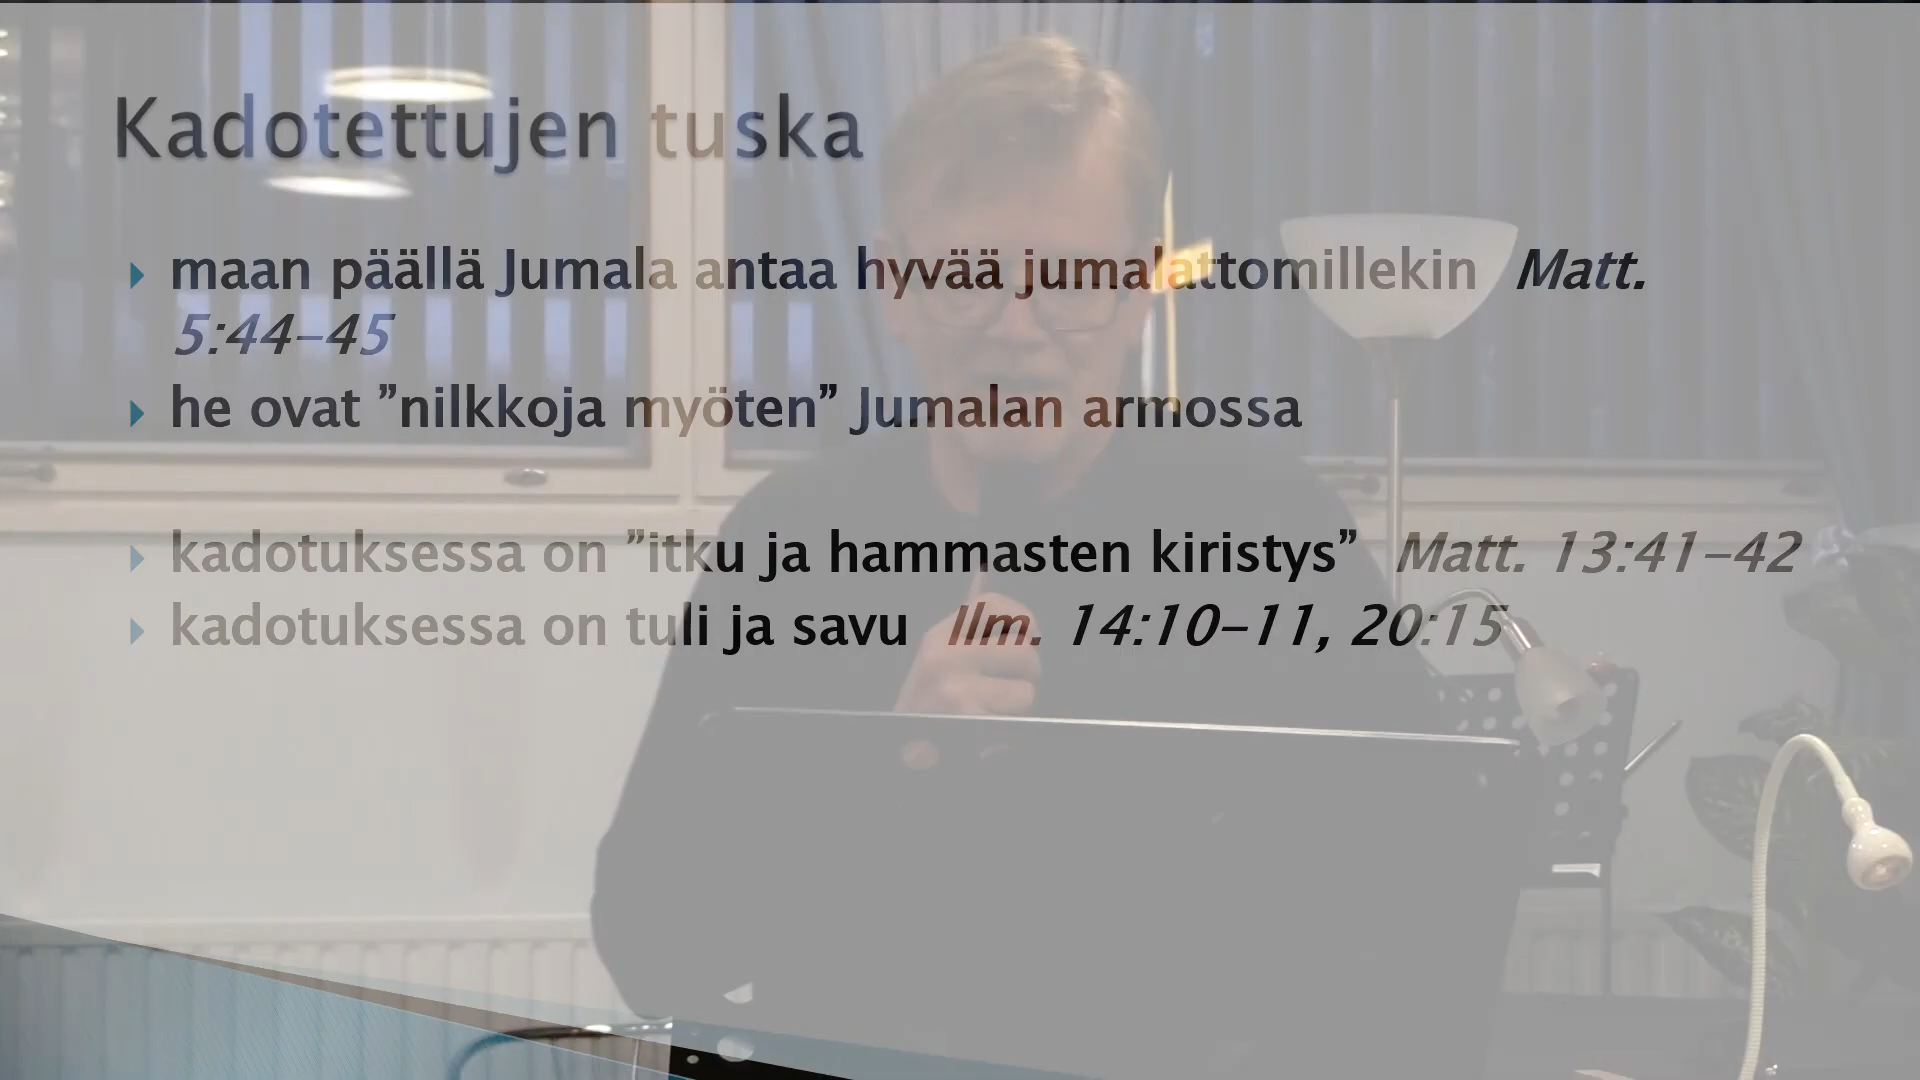 Kadotettujen tuska
maan päällä Jumala antaa hyvää jumalattomillekin Matt.
5:44–45
he ovat ”nilkkoja myöten” Jumalan armossa
kadotuksessa on ”itku ja hammasten kiristys” Matt. 13:41–42
kadotuksessa on tuli ja savu Ilm. 14:10–11, 20:15